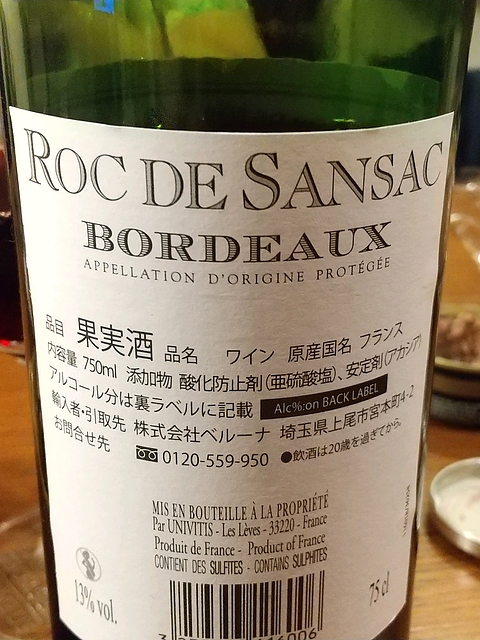 ROC DE SANSAC
BORDEAUX
APPELLATION D'ORIGINE PROTÉGÉE
品目 果実酒 品名 ワイン 原産国名 フランス
内容量 750ml 添加物 酸化防止剤(亜硫酸塩)、安定剤(アカシア)
アルコール分は裏ラベルに記載 Alc%:on BACK LABEL
輸入者・引取先 株式会社ベルーナ 埼玉県上尾市宮本町4-2
お問合せ先 0120-559-950 ●飲酒は20歳を過ぎてから。
MIS EN BOUTEILLE À LA PROPRIÉTÉ
Par UNIVITIS - Les Lèves - 33220 - France
Produit de France - Product of France
CONTIENT DES SULFITES - CONTAINS SULPHITES
13% vol.
75 cl